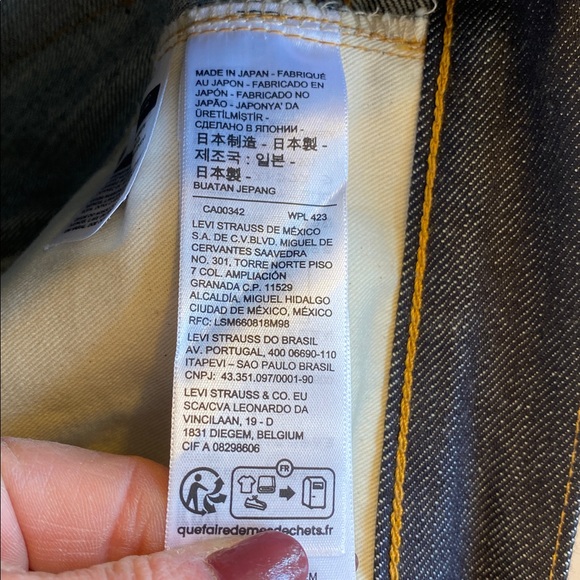 MADE IN JAPAN - FABRIQUÉ
AU JAPON - FABRICADO EN
JAPÓN - FABRICADO NO
JAPÃO - JAPONYA' DA
ÜRETİLMİŞTİR -
СДЕЛАНО В ЯПОНИИ -
日本制造 - 日本製 -
제조국 : 일본 -
日本製 -
BUATAN JEPANG
CA00342 WPL 423
LEVI STRAUSS DE MÉXICO
S.A. DE C.V.BLVD. MIGUEL DE
CERVANTES SAAVEDRA
NO. 301, TORRE NORTE PISO
7 COL. AMPLIACIÓN
GRANADA C.P. 11529
ALCALDÍA, MIGUEL HIDALGO
CIUDAD DE MÉXICO, MÉXICO
RFC: LSM660818M98
LEVI STRAUSS DO BRASIL
AV. PORTUGAL, 400 06690-110
ITAPEVI – SAO PAULO BRASIL
CNPJ: 43.351.097/0001-90
LEVI STRAUSS & CO. EU
SCA/CVA LEONARDO DA
VINCILAAN, 19 - D
1831 DIEGEM, BELGIUM
CIF A 08298606
FR
quefairedemesdechets.fr
M